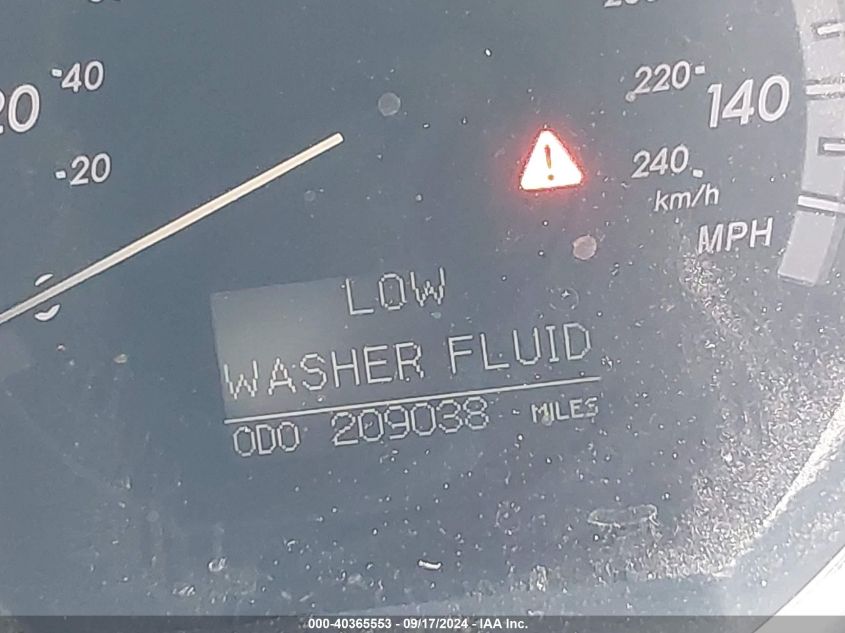 40
20
20
220
140
240
km/h
MPH
LOW
WASHER FLUID
ODO 209038 MILES
000-40365553 - 09/17/2024 - IAA Inc.